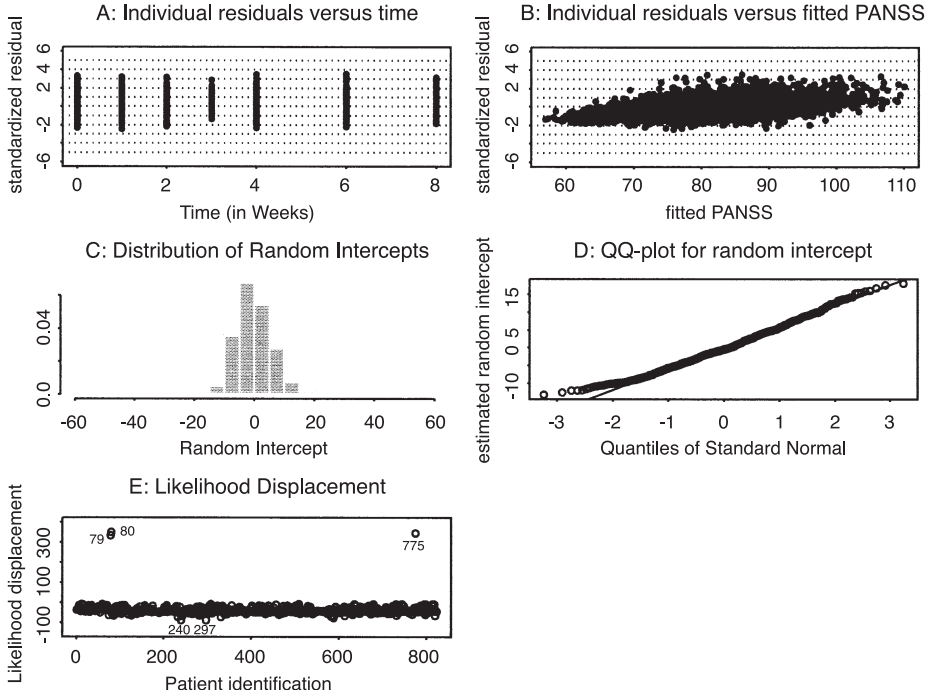 A: Individual residuals versus time
standardized residual
6
4
2
-2
-6
0 2 4 6 8
Time (in Weeks)
B: Individual residuals versus fitted PANSS
standardized residual
6
4
2
-2
-6
60 70 80 90 100 110
fitted PANSS
C: Distribution of Random Intercepts
0.04
0.0
-60 -40 -20 0 20 40 60
Random Intercept
D: QQ-plot for random intercept
estimated random intercept
15
5
0
-10
-3 -2 -1 0 1 2 3
Quantiles of Standard Normal
E: Likelihood Displacement
Likelihood displacement
300
100
-100
79 80
775
240 297
0 200 400 600 800
Patient identification